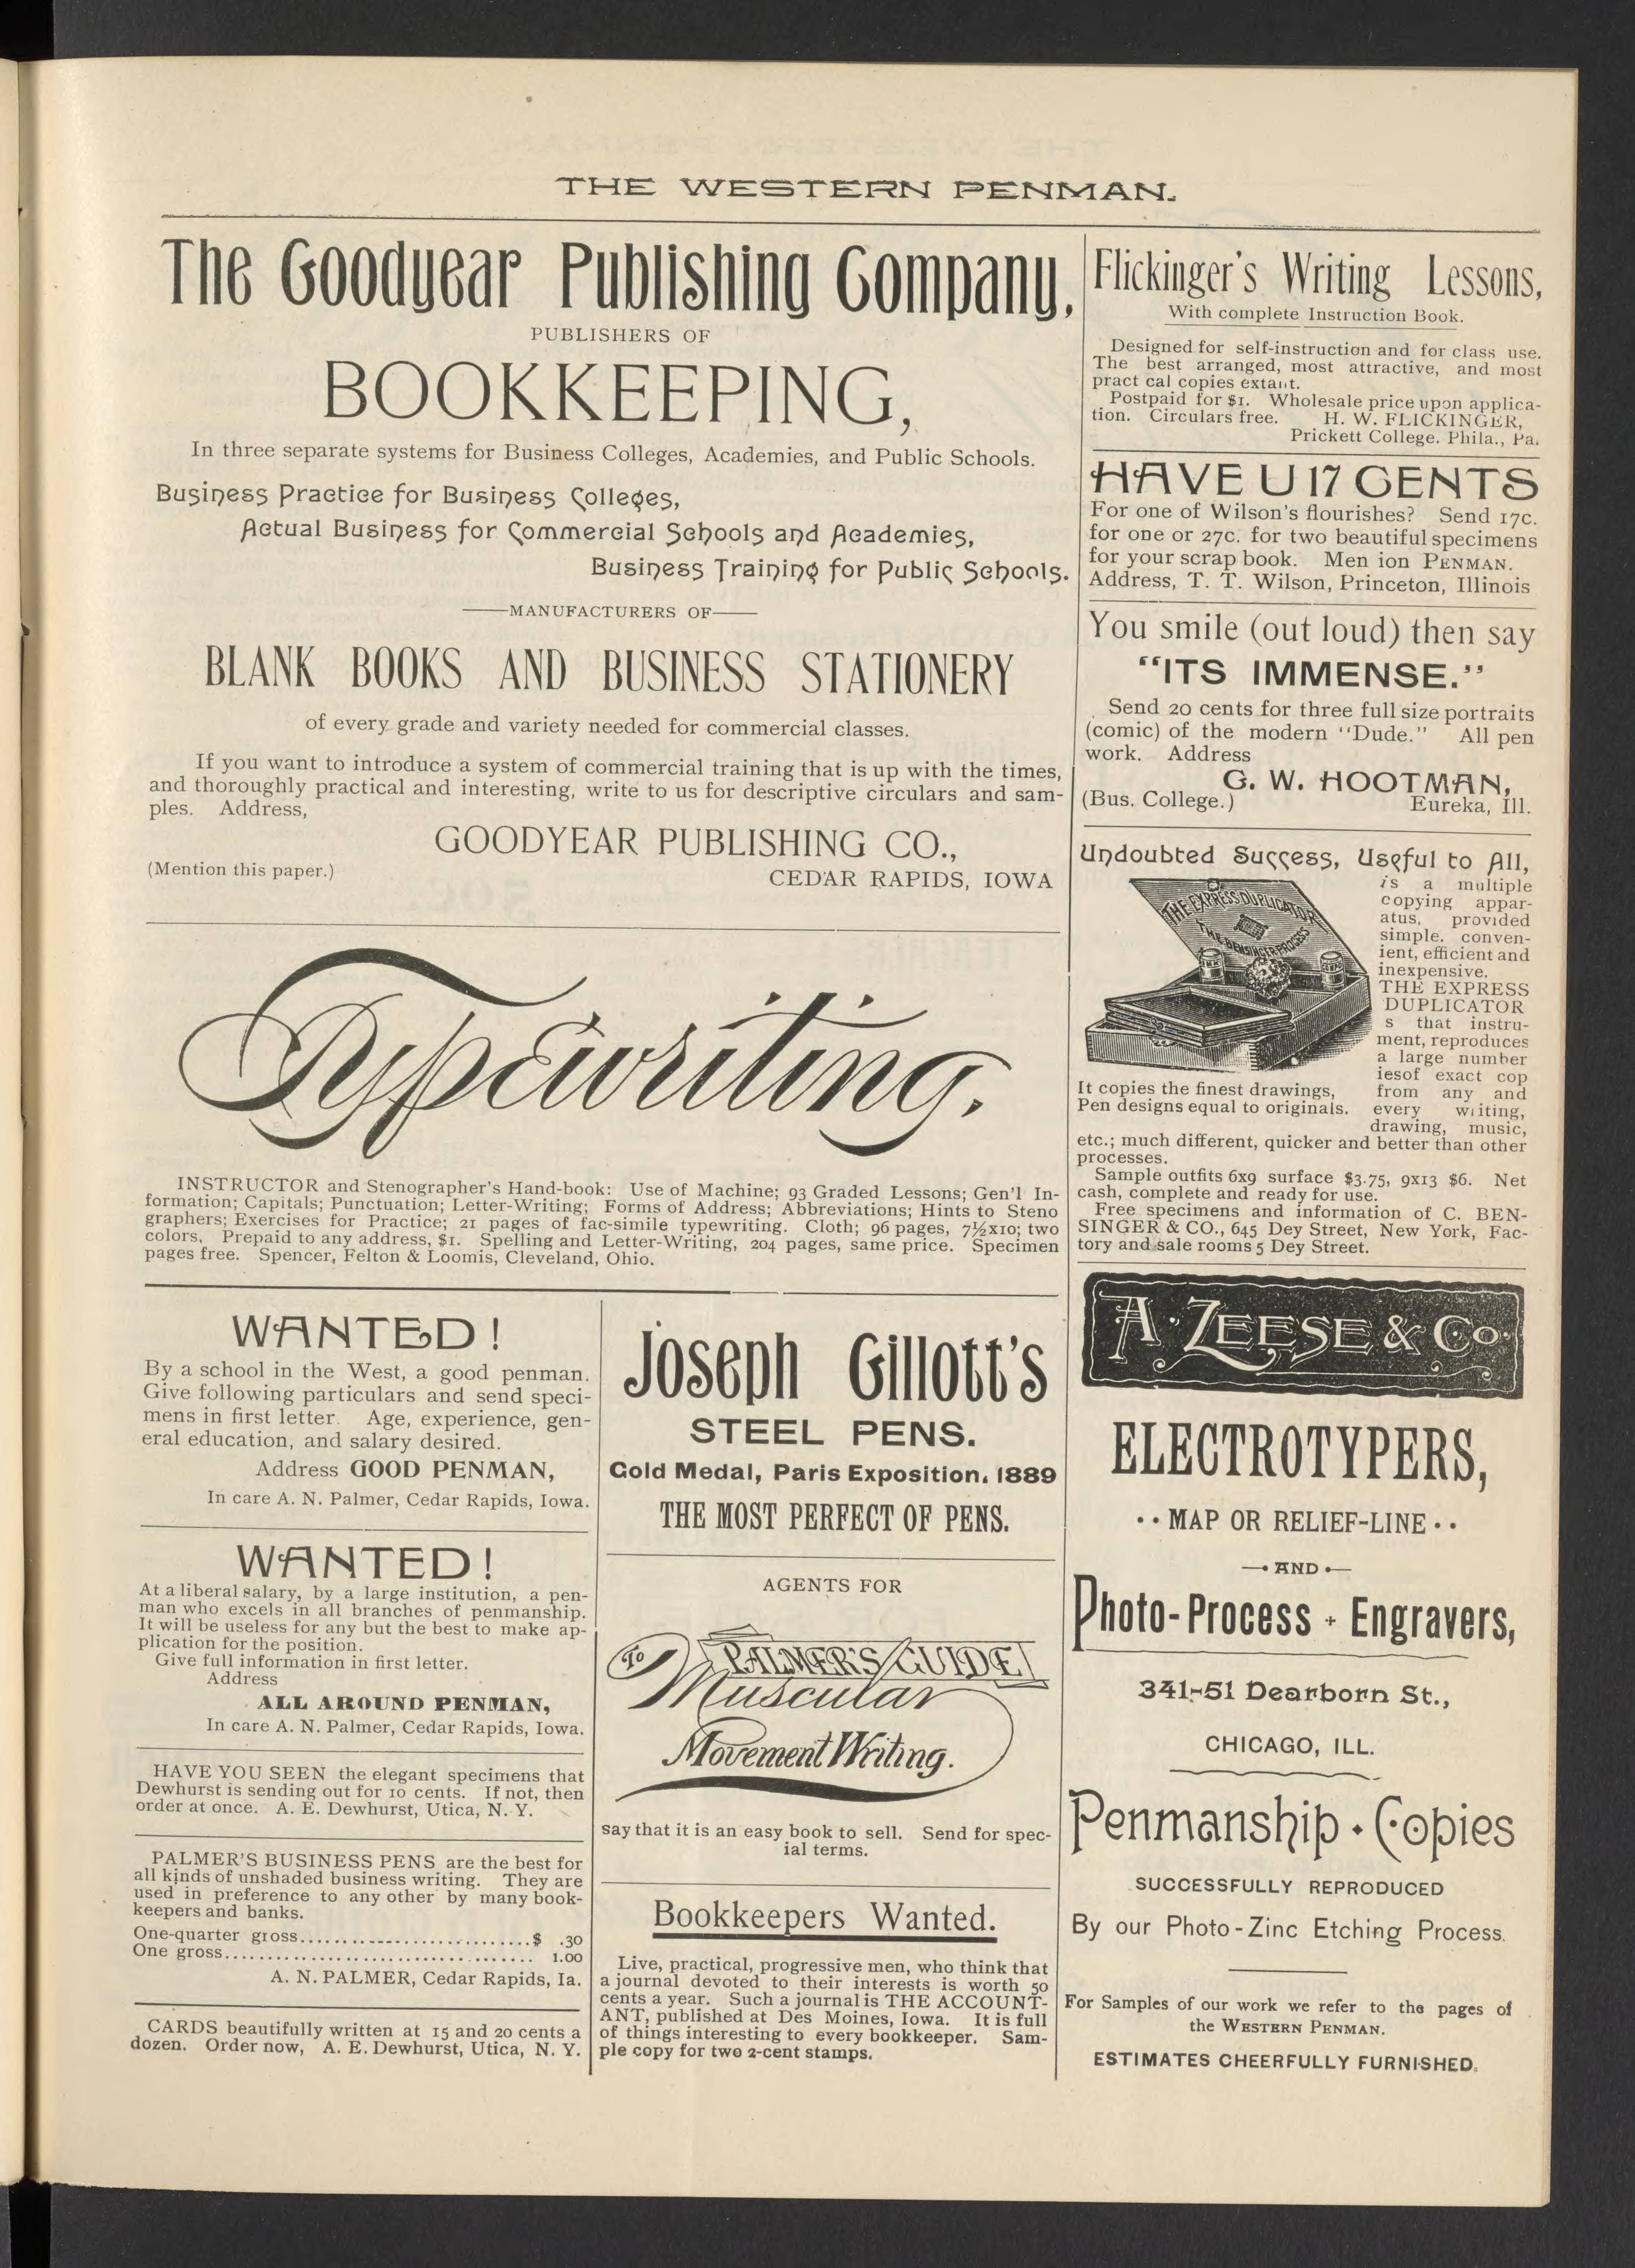 THE WESTERN PENMAN.
The Goodyear Publishing Company,
PUBLISHERS OF
BOOKKEEPING,
In three separate systems for Business Colleges, Academies, and Public Schools.
Business Practice for Business Colleges,
Actual Business for Commercial Schools and Academies,
Business Training for Public Schools.
MANUFACTURERS OF
BLANK BOOKS AND BUSINESS STATIONERY
of every grade and variety needed for commercial classes.
If you want to introduce a system of commercial training that is up with the times,
and thoroughly practical and interesting, write to us for descriptive circulars and sam-
ples. Address,
GOODYEAR PUBLISHING CO.,
(Mention this paper.)
CEDAR RAPIDS, IOWA
Typewriting.
INSTRUCTOR and Stenographer's Hand-book: Use of Machine; 93 Graded Lessons; Gen'l In-
formation; Capitals; Punctuation; Letter-Writing; Forms of Address; Abbreviations; Hints to Steno
graphers; Exercises for Practice; 21 pages of fac-simile typewriting. Cloth; 96 pages, 7½x10; two
colors, Prepaid to any address, $1. Spelling and Letter-Writing, 204 pages, same price. Specimen
pages free. Spencer, Felton & Loomis, Cleveland, Ohio.
WANTED!
By a school in the West, a good penman.
Give following particulars and send speci-
mens in first letter. Age, experience, gen-
eral education, and salary desired.
Address GOOD PENMAN,
In care A. N. Palmer, Cedar Rapids, Iowa.
WANTED!
At a liberal salary, by a large institution, a pen-
man who excels in all branches of penmanship.
It will be useless for any but the best to make ap-
plication for the position.
Give full information in first letter.
Address
ALL AROUND PENMAN,
In care A. N. Palmer, Cedar Rapids, Iowa.
HAVE YOU SEEN the elegant specimens that
Dewhurst is sending out for 10 cents. If not, then
order at once. A. E. Dewhurst, Utica, N. Y.
PALMER'S BUSINESS PENS are the best for
all kinds of unshaded business writing. They are
used in preference to any other by many book-
keepers and banks.
One-quarter gross..............................$ .30
One gross...................................... 1.00
A. N. PALMER, Cedar Rapids, Ia.
CARDS beautifully written at 15 and 20 cents a
dozen. Order now, A. E. Dewhurst, Utica, N. Y.
Joseph Gillott's
STEEL PENS.
Gold Medal, Paris Exposition. 1889
THE MOST PERFECT OF PENS.
AGENTS FOR
PALMER'S GUIDE
To Muscular
Movement Writing.
say that it is an easy book to sell. Send for spec-
ial terms.
Bookkeepers Wanted.
Live, practical, progressive men, who think that
a journal devoted to their interests is worth 50
cents a year. Such a journal is THE ACCOUNT-
ANT, published at Des Moines, Iowa. It is full
of things interesting to every bookkeeper. Sam-
ple copy for two 2-cent stamps.
Flickinger's Writing Lessons,
With complete Instruction Book.
Designed for self-instruction and for class use.
The best arranged, most attractive, and most
pract cal copies extant.
Postpaid for $1. Wholesale price upon applica-
tion. Circulars free. H. W. FLICKINGER,
Prickett College. Phila., Pa.
HAVE U 17 CENTS
For one of Wilson's flourishes? Send 17c.
for one or 27c. for two beautiful specimens
for your scrap book. Men ion PENMAN.
Address, T. T. Wilson, Princeton, Illinois
You smile (out loud) then say
"ITS IMMENSE."
Send 20 cents for three full size portraits
(comic) of the modern "Dude." All pen
work. Address
G. W. HOOTMAN,
(Bus. College.) Eureka, Ill.
Undoubted Success, Useful to All,
THE EXPRESS DUPLICATOR
THE BENSINGER PROCESS
INK
INK
is a multiple
copying appar-
atus, provided
simple. conven-
ient, efficient and
inexpensive.
THE EXPRESS
DUPLICATOR
s that instru-
ment, reproduces
a large number
iesof exact cop
from any and
every writing,
drawing, music,
It copies the finest drawings,
Pen designs equal to originals.
etc.; much different, quicker and better than other
processes.
Sample outfits 6x9 surface $3.75, 9x13 $6. Net
cash, complete and ready for use.
Free specimens and information of C. BEN-
SINGER & CO., 645 Dey Street, New York, Fac-
tory and sale rooms 5 Dey Street.
A. ZEESE & Co.
ELECTROTYPERS,
MAP OR RELIEF-LINE
AND
Photo-Process + Engravers,
341-51 Dearborn St.,
CHICAGO, ILL.
Penmanship Copies
SUCCESSFULLY REPRODUCED
By our Photo-Zinc Etching Process.
For Samples of our work we refer to the pages of
the WESTERN PENMAN.
ESTIMATES CHEERFULLY FURNISHED.